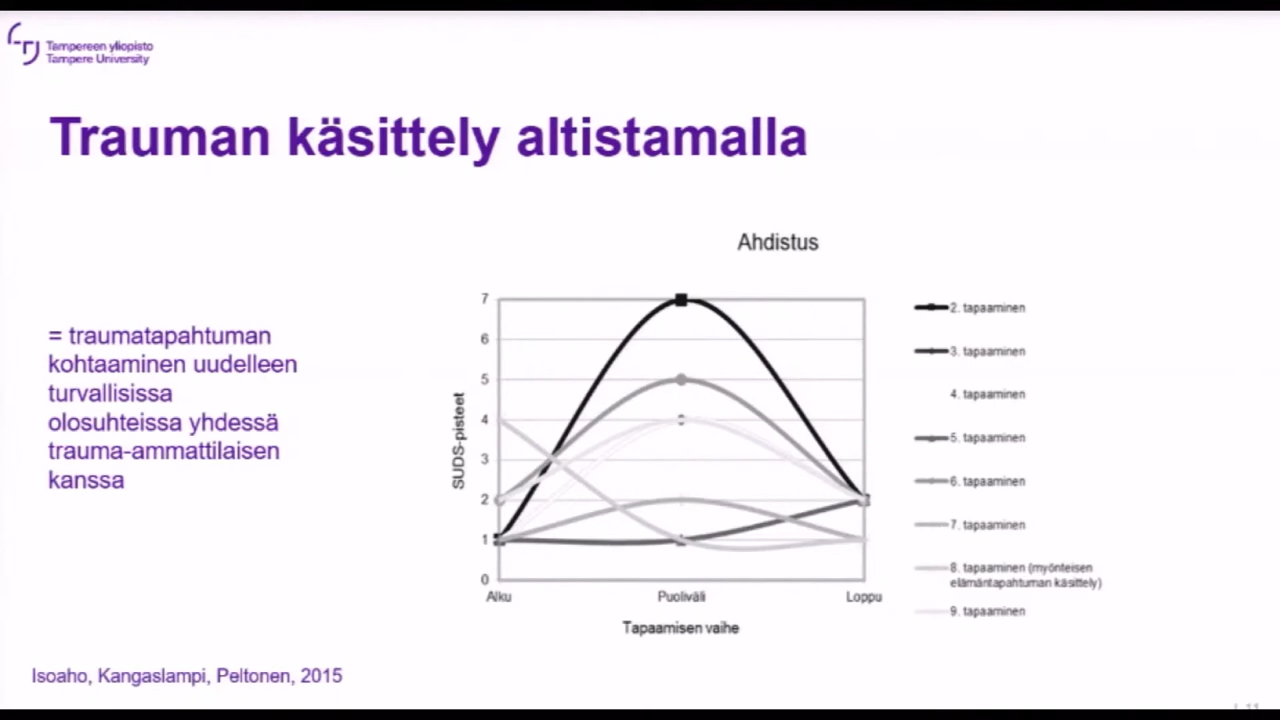 Tampereen yliopisto
Tampere University
Trauman käsittely altistamalla
= traumatapahtuman
kohtaaminen uudelleen
turvallisissa
olosuhteissa yhdessä
trauma-ammattilaisen
kanssa
Ahdistus
SUDS-pisteet
7
6
5
4
3
2
1
0
Alku
Puoliväli
Loppu
Tapaamisen vaihe
2. tapaaminen
3. tapaaminen
4. tapaaminen
5. tapaaminen
6. tapaaminen
7. tapaaminen
8. tapaaminen (myönteisen
elämäntapahtuman käsittely)
9. tapaaminen
Isoaho, Kangaslampi, Peltonen, 2015